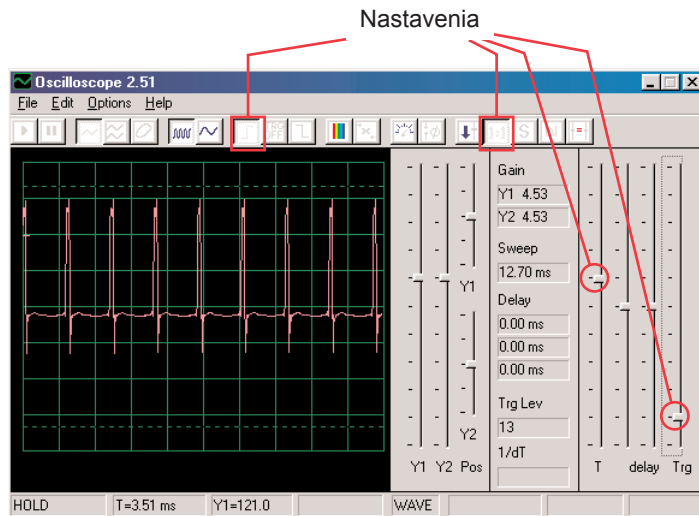 Nastavenia
Oscilloscope 2.51
File Edit Options Help
Gain
Y1 4.53
Y2 4.53
Sweep
12.70 ms
Y1
Delay
0.00 ms
0.00 ms
0.00 ms
Trg Lev
13
Y2
1/dT
Y1 Y2 Pos
T delay Trg
HOLD T=3.51 ms Y1=121.0 WAVE